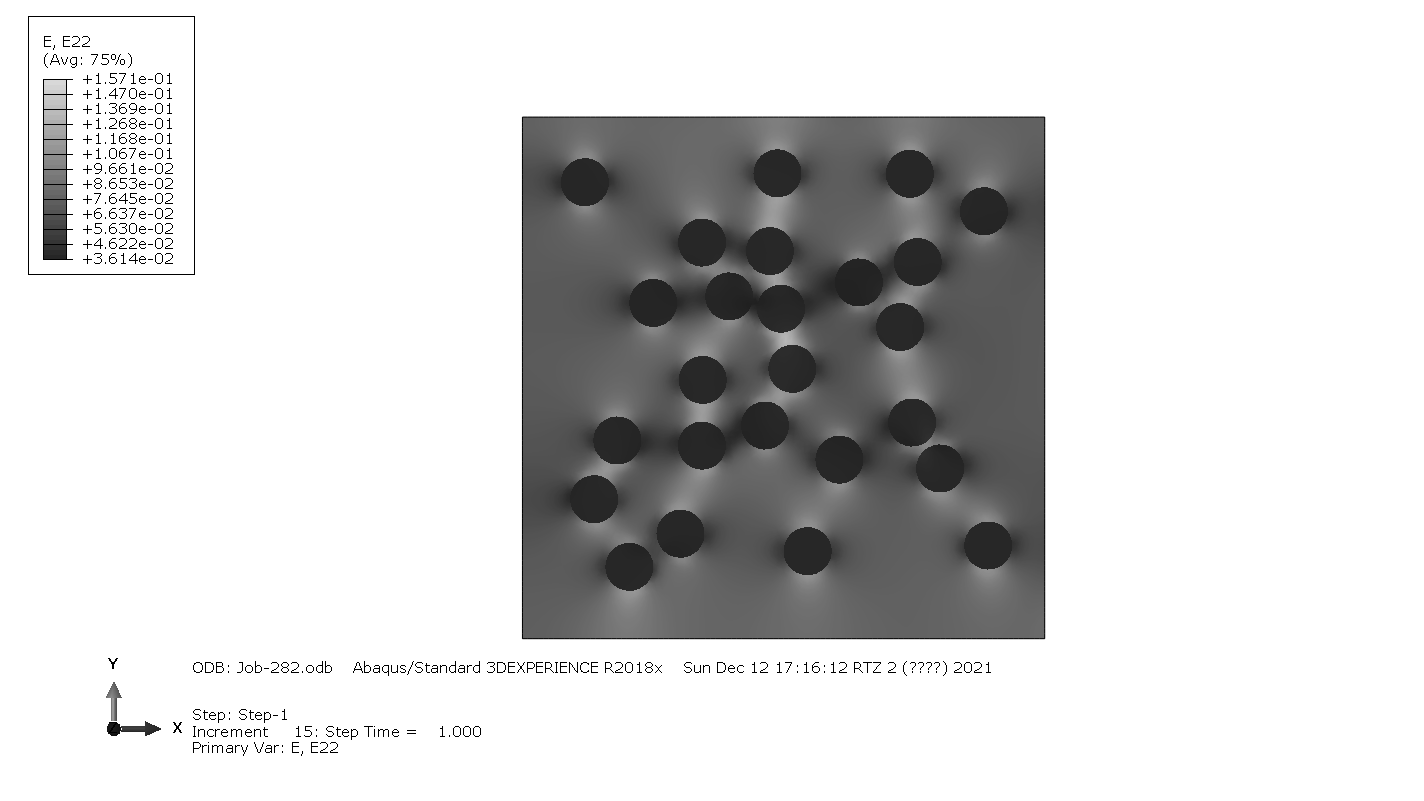 E, E22
(Avg: 75%)
+1.571e-01
+1.470e-01
+1.369e-01
+1.268e-01
+1.168e-01
+1.067e-01
+9.661e-02
+8.653e-02
+7.645e-02
+6.637e-02
+5.630e-02
+4.622e-02
+3.614e-02
Y
X
ODB: Job-282.odb    Abaqus/Standard 3DEXPERIENCE R2018x    Sun Dec 12 17:16:12 RTZ 2 (????) 2021
Step: Step-1
Increment     15: Step Time =    1.000
Primary Var: E, E22